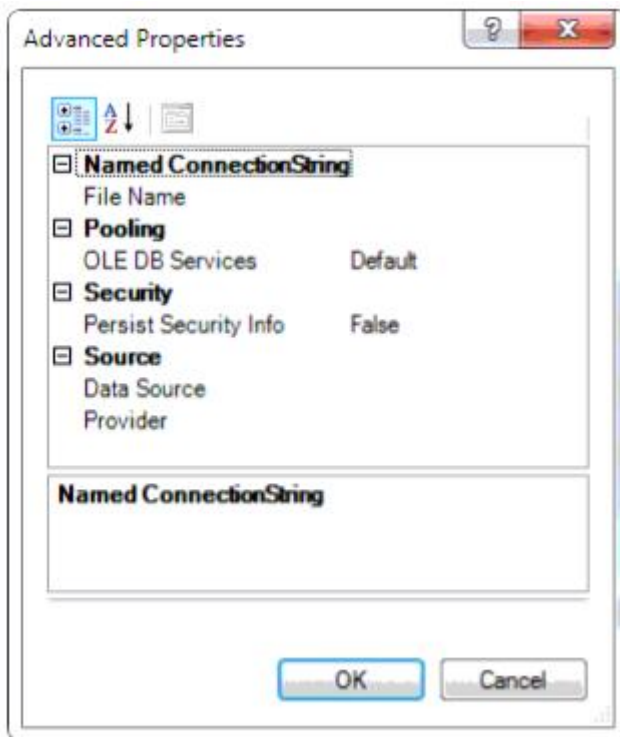 Advanced Properties
?
A
Z
Named ConnectionString
File Name
Pooling
OLE DB Services Default
Security
Persist Security Info False
Source
Data Source
Provider
Named ConnectionString
OK Cancel